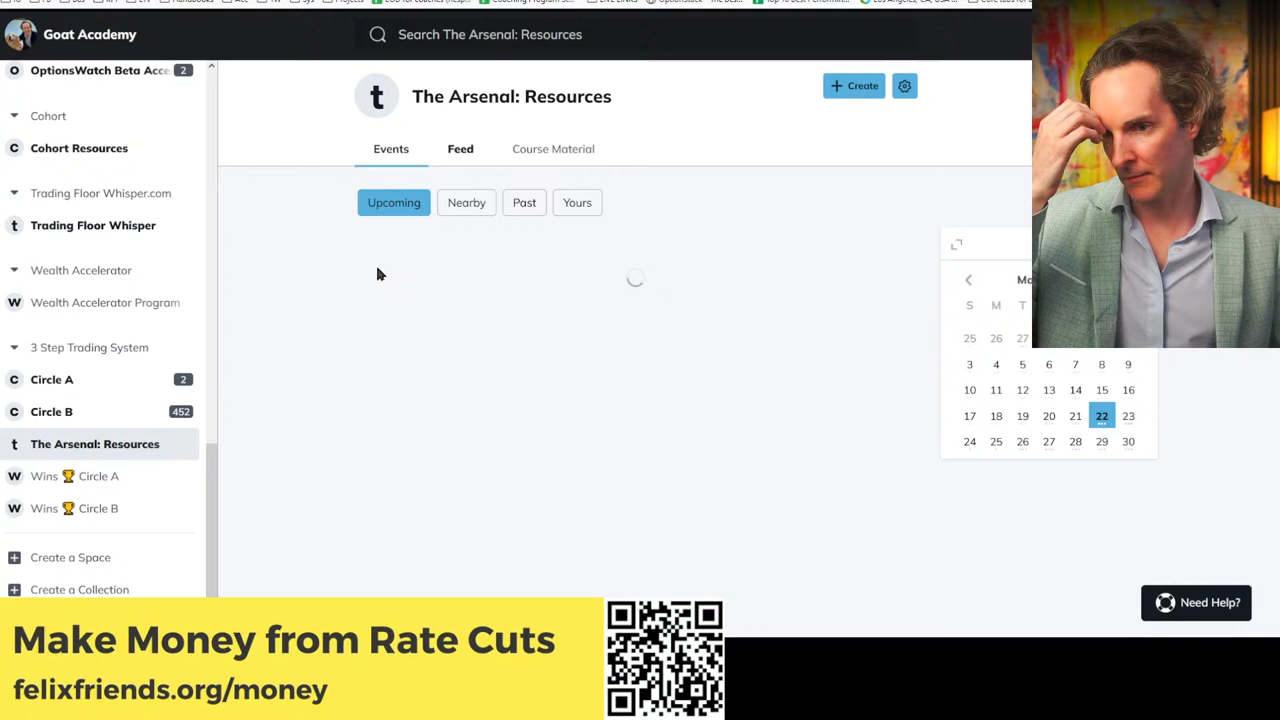 Goat Academy
Search The Arsenal: Resources
OptionsWatch Beta Acce 2
Cohort
C Cohort Resources
Trading Floor Whisper.com
t Trading Floor Whisper
Wealth Accelerator
W Wealth Accelerator Program
3 Step Trading System
C Circle A 2
C Circle B 452
t The Arsenal: Resources
W Wins 🏆 Circle A
W Wins 🏆 Circle B
Create a Space
Create a Collection
t The Arsenal: Resources
+ Create
Events Feed Course Material
Upcoming Nearby Past Yours
S M T
25 26 27
3 4 5 6 7 8 9
10 11 12 13 14 15 16
17 18 19 20 21 22 23
24 25 26 27 28 29 30
Need Help?
Make Money from Rate Cuts
felixfriends.org/money